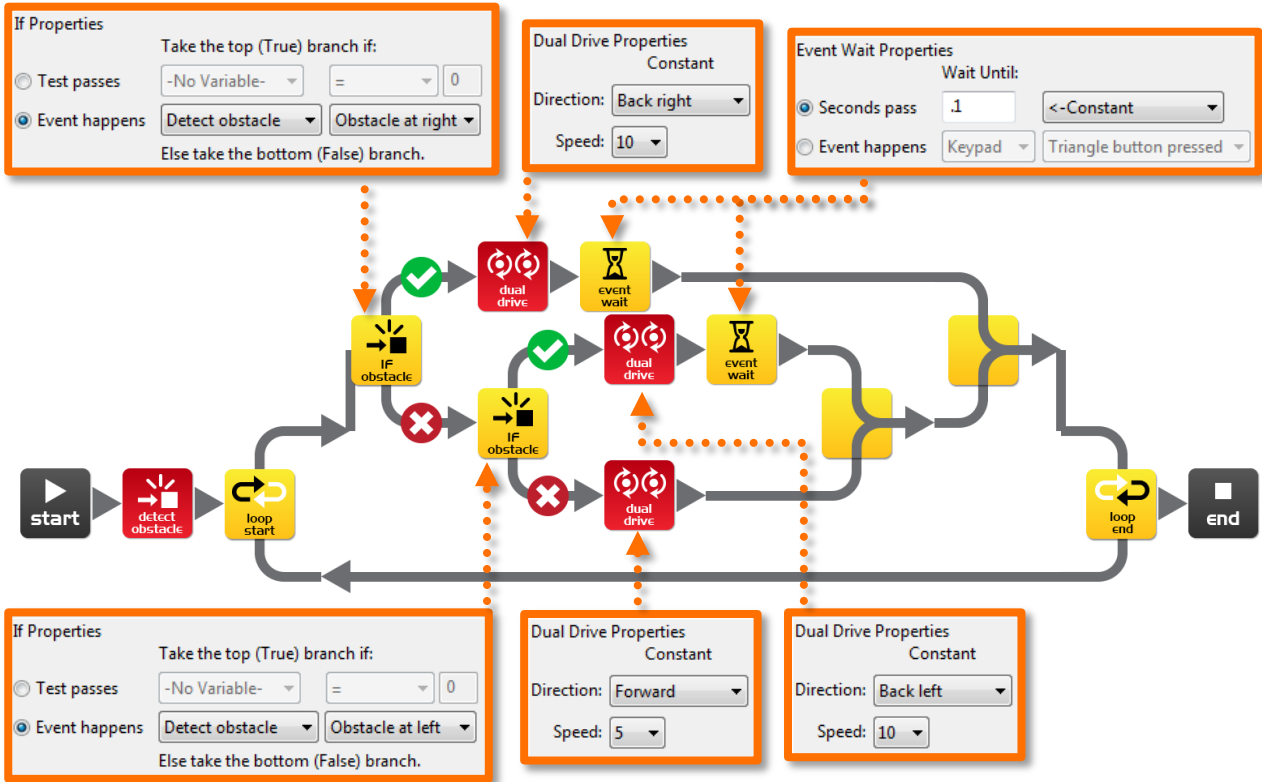 If Properties
Take the top (True) branch if:
Test passes -No Variable- = 0
Event happens Detect obstacle Obstacle at right
Else take the bottom (False) branch.
Dual Drive Properties
Constant
Direction: Back right
Speed: 10
Event Wait Properties
Wait Until:
Seconds pass .1 <-Constant
Event happens Keypad Triangle button pressed
dual
drive
event
wait
IF
obstacle
dual
drive
event
wait
IF
obstacle
start
detect
obstacle
loop
start
dual
drive
loop
end
end
If Properties
Take the top (True) branch if:
Test passes -No Variable- = 0
Event happens Detect obstacle Obstacle at left
Else take the bottom (False) branch.
Dual Drive Properties
Constant
Direction: Forward
Speed: 5
Dual Drive Properties
Constant
Direction: Back left
Speed: 10